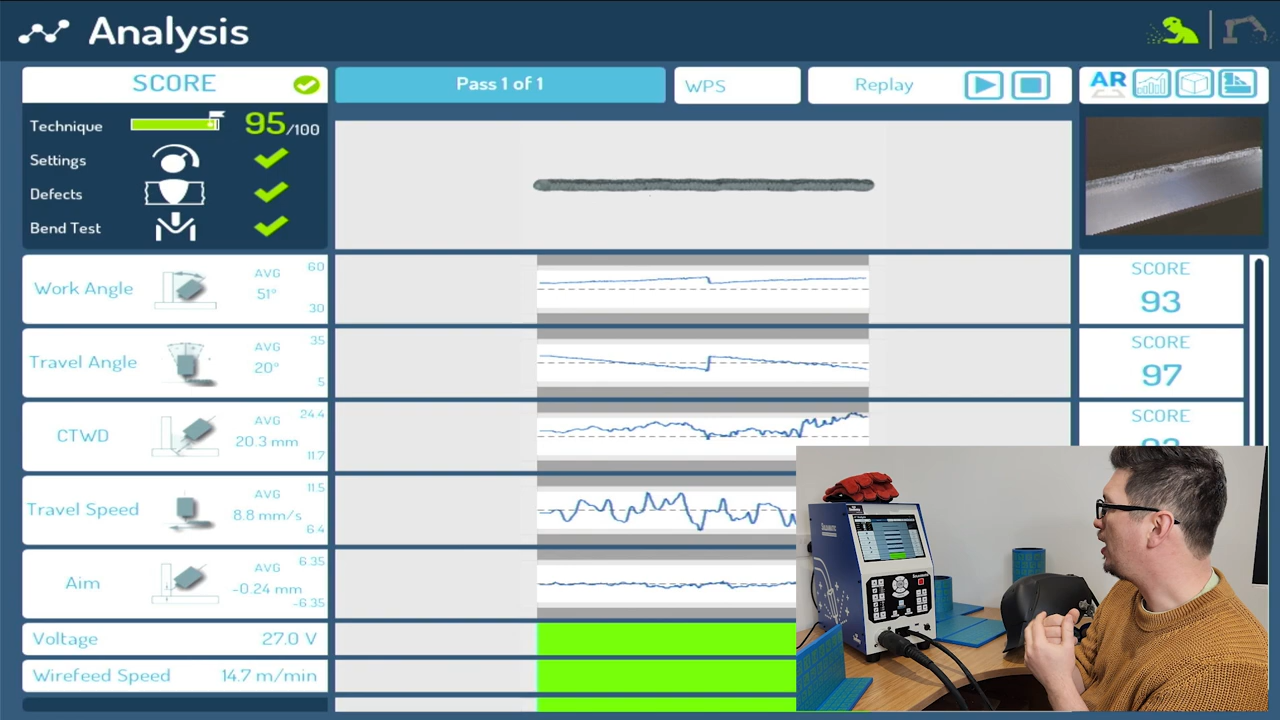 Analysis
SCORE
Pass 1 of 1
WPS
Replay
AR
Technique 95/100
Settings
Defects
Bend Test
Work Angle
AVG
51°
60
30
SCORE
93
Travel Angle
AVG
20°
35
5
SCORE
97
CTWD
AVG
20.3 mm
24.4
11.7
SCORE
Travel Speed
AVG
8.8 mm/s
11.5
6.4
Aim
AVG
-0.24 mm
6.35
-6.35
Voltage 27.0 V
Wirefeed Speed 14.7 m/min